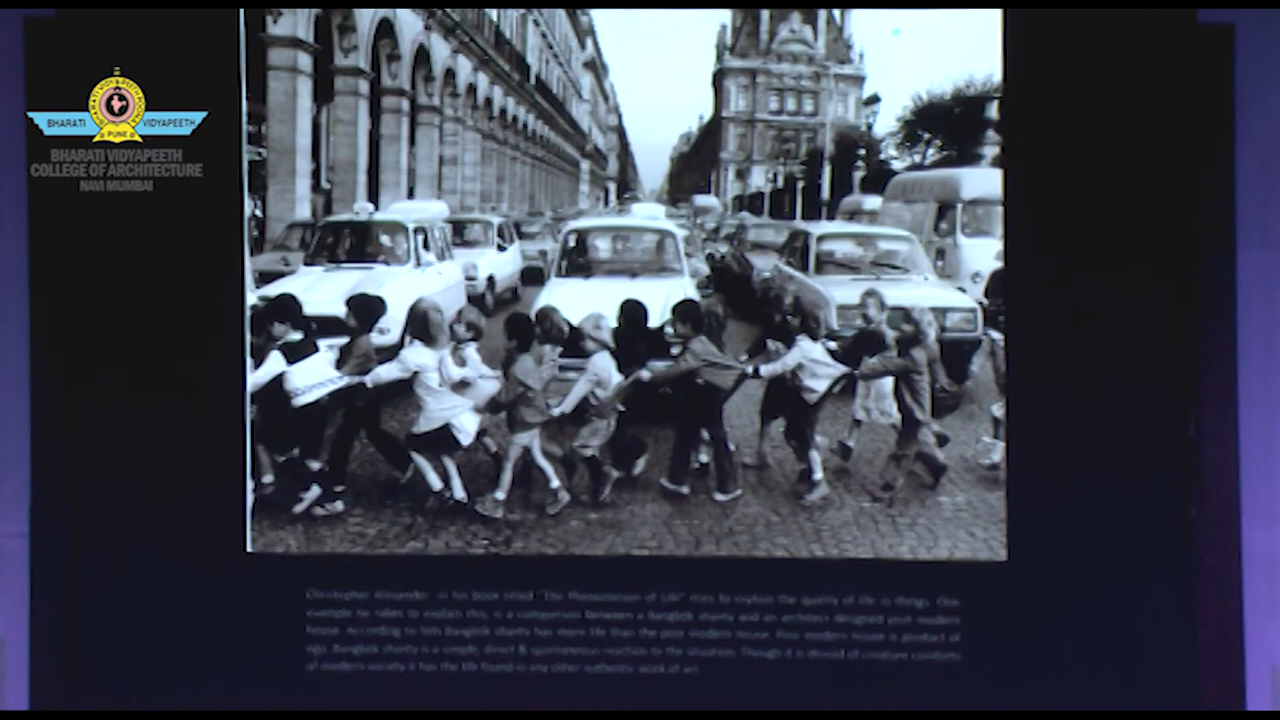 BHARATI VIDYAPEETH
PUNE
BHARATI VIDYAPEETH
COLLEGE OF ARCHITECTURE
NAVI MUMBAI
Christopher Alexander in his book titled "The Phenomenon of Life" tries to explain the quality of life in things. One
example he takes to explain this, is a comparison between a Bangkok shanty and an architect designed post modern
house. According to him Bangkok shanty has more life than the post modern house. Post modern house is product of
ego. Bangkok shanty is a simple, direct & spontaneous reaction to the situation. Though it is devoid of creature comforts
of modern society it has the life found in any other authentic work of art.